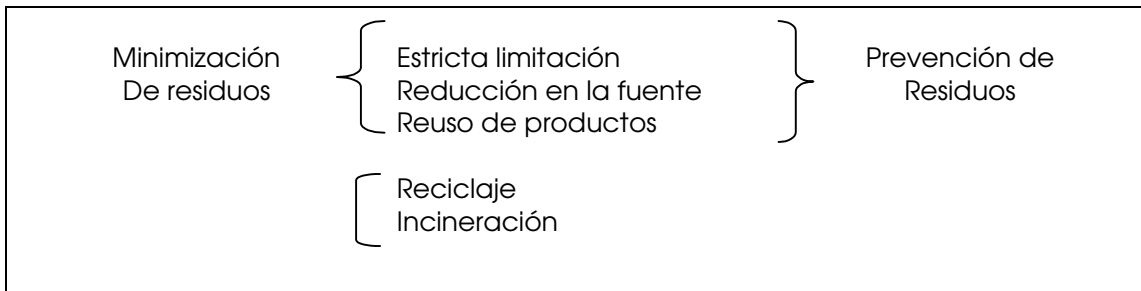 Minimización
De residuos
Estricta limitación
Reducción en la fuente
Reuso de productos
Prevención de
Residuos
Reciclaje
Incineración